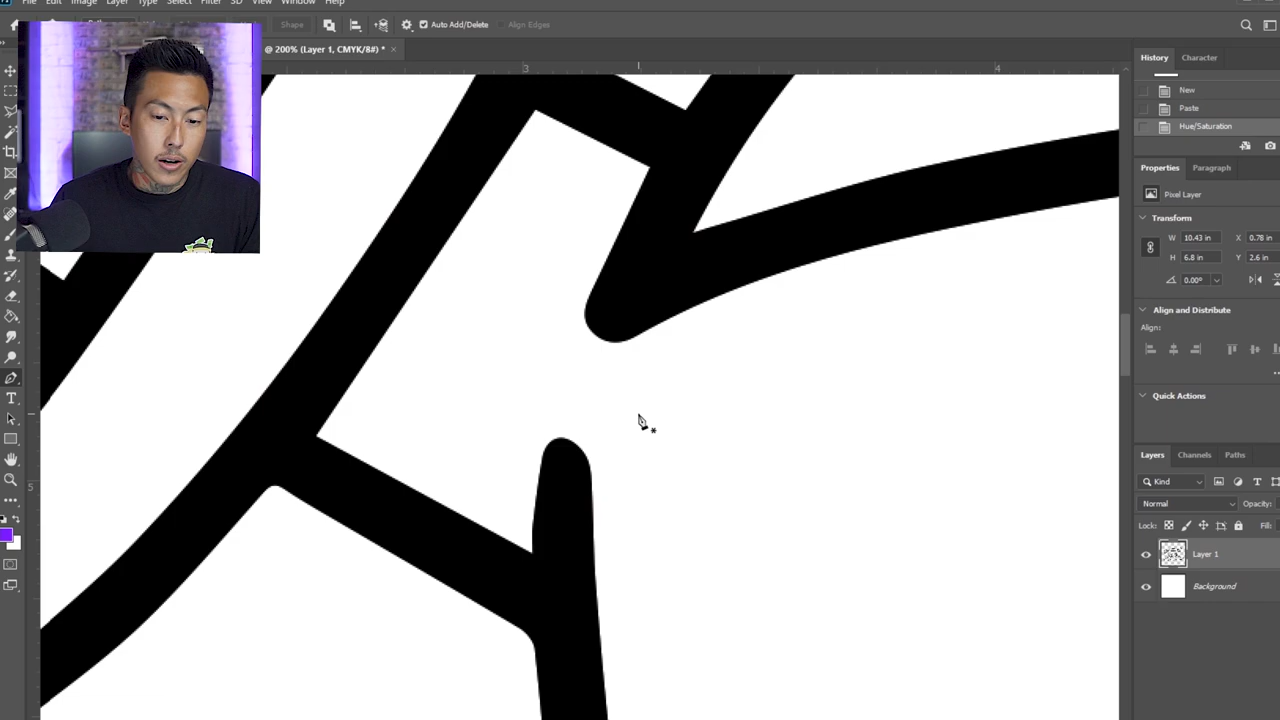 File Edit Image Layer Type Select Filter 3D View Window Help
Shape
Auto Add/Delete
Align Edges
@ 200% (Layer 1, CMYK/8#) * ×
3
4
5
History Character
New
Paste
Hue/Saturation
Properties Paragraph
Pixel Layer
Transform
W 10.43 in X 0.78 in
H 6.8 in Y 2.6 in
0.00°
Align and Distribute
Align:
Quick Actions
Layers Channels Paths
Kind
Normal Opacity:
Lock: Fill:
Layer 1
Background